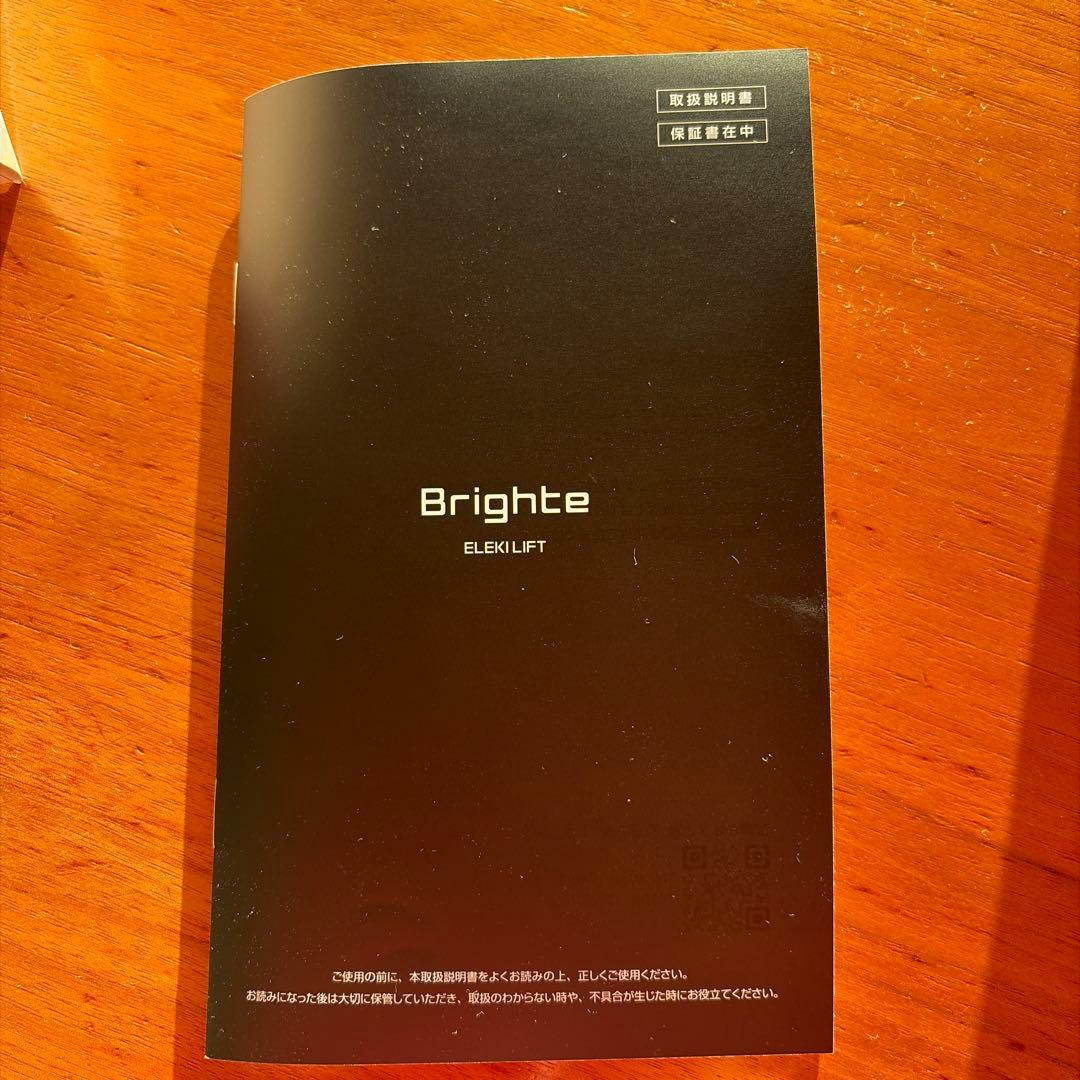 取扱説明書
保証書在中
Brighte
ELEKI LIFT
ご使用の前に、本取扱説明書をよくお読みの上、正しくご使用ください。
お読みになった後は大切に保管していただき、取扱のわからない時や、不具合が生じた時にお役立てください。